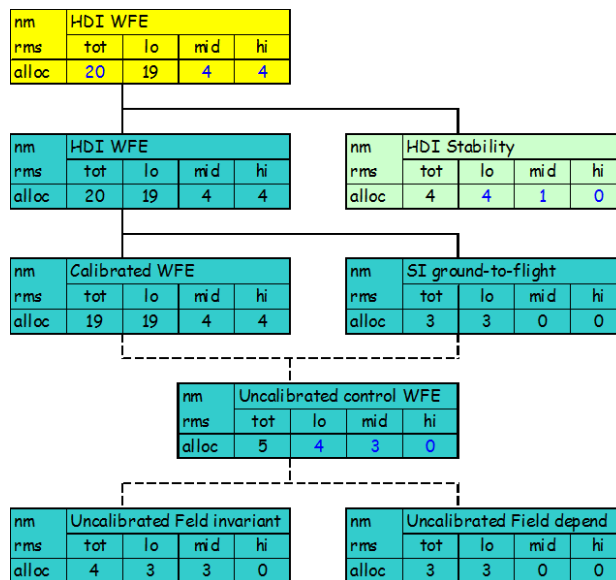 nm HDI WFE
rms tot lo mid hi
alloc 20 19 4 4
nm HDI WFE
rms tot lo mid hi
alloc 20 19 4 4
nm HDI Stability
rms tot lo mid hi
alloc 4 4 1 0
nm Calibrated WFE
rms tot lo mid hi
alloc 19 19 4 4
nm SI ground-to-flight
rms tot lo mid hi
alloc 3 3 0 0
nm Uncalibrated control WFE
rms tot lo mid hi
alloc 5 4 3 0
nm Uncalibrated Feld invariant
rms tot lo mid hi
alloc 4 3 3 0
nm Uncalibrated Field depend
rms tot lo mid hi
alloc 3 3 0 0